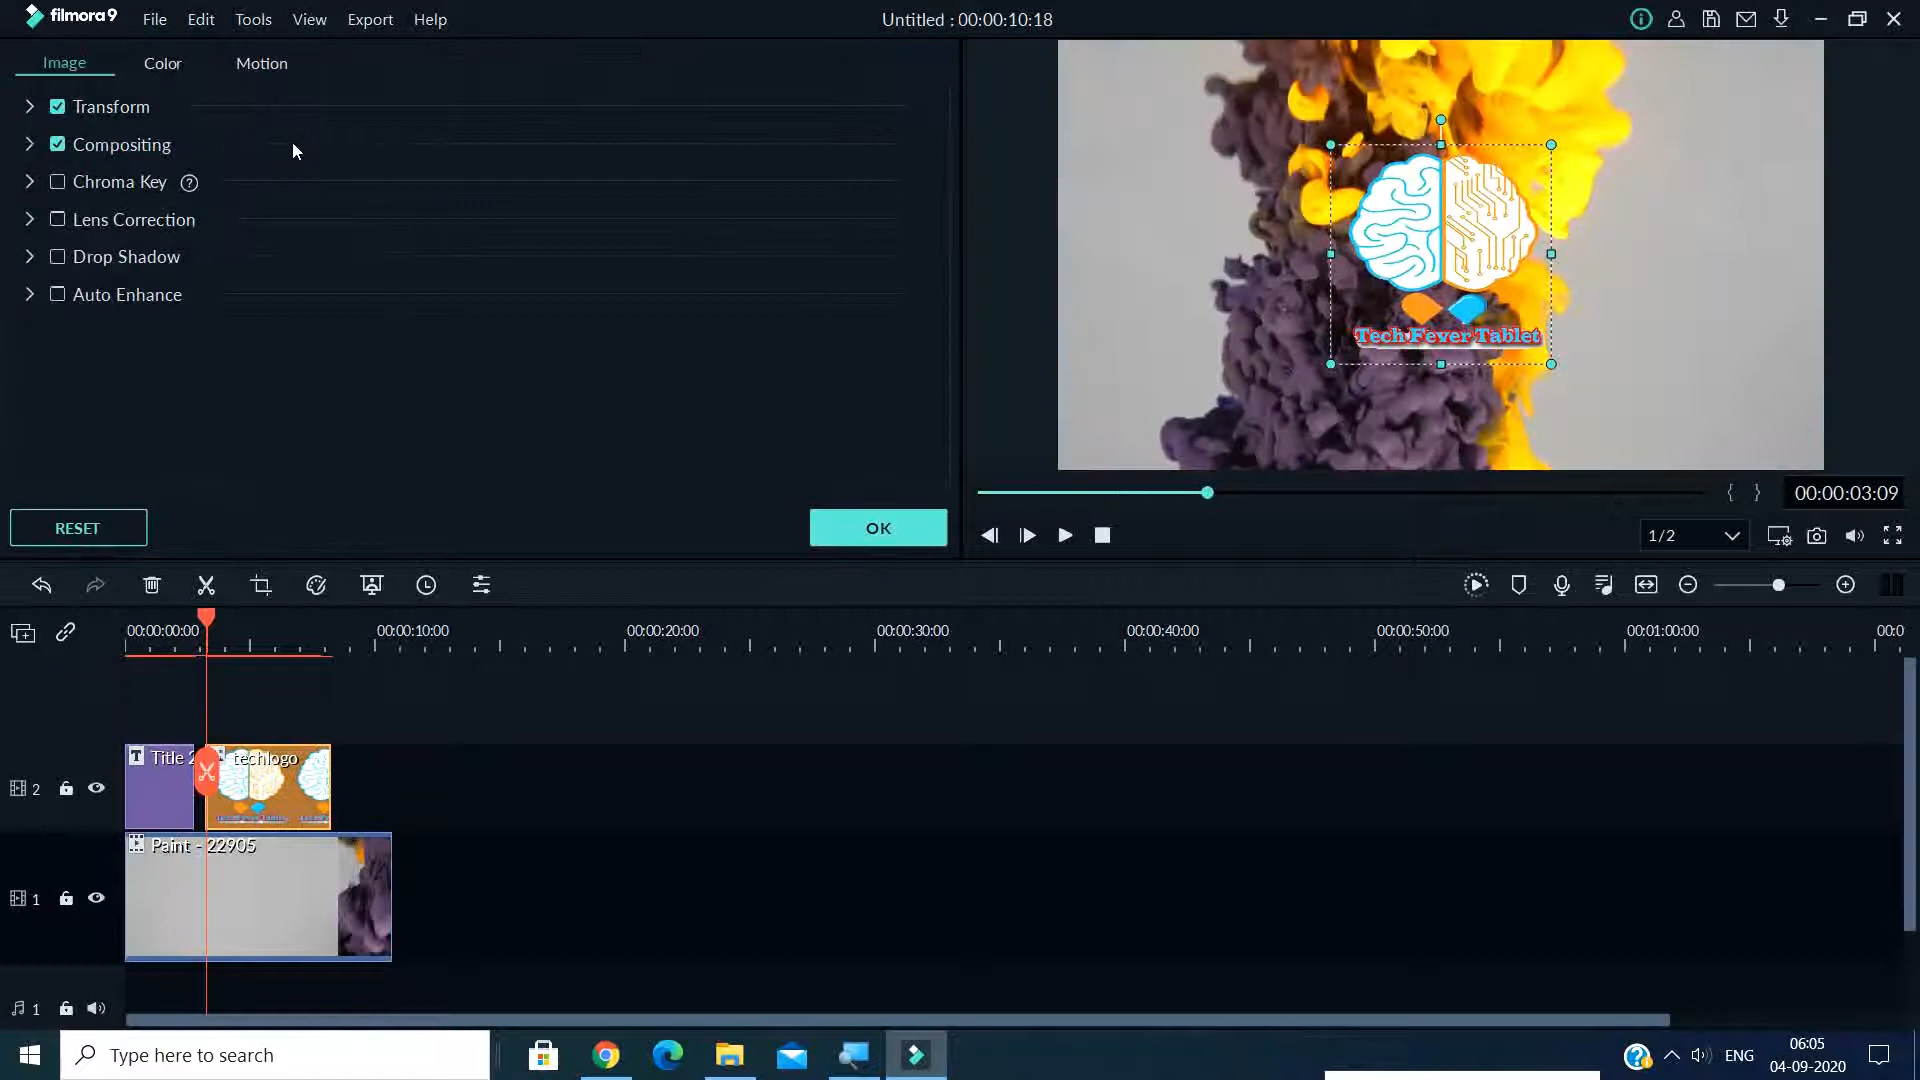 filmora9 File Edit Tools View Export Help Untitled : 00:00:10:18
Image Color Motion
Transform
Compositing
Chroma Key ?
Lens Correction
Drop Shadow
Auto Enhance
Tech Fever Tablet
RESET OK
{ } 00:00:03:09
1/2
00:00:00:00 00:00:10:00 00:00:20:00 00:00:30:00 00:00:40:00 00:00:50:00 00:01:00:00 00:0
T Title 2 techlogo
2
Paint - 22905
1
1
Type here to search
ENG
06:05
04-09-2020